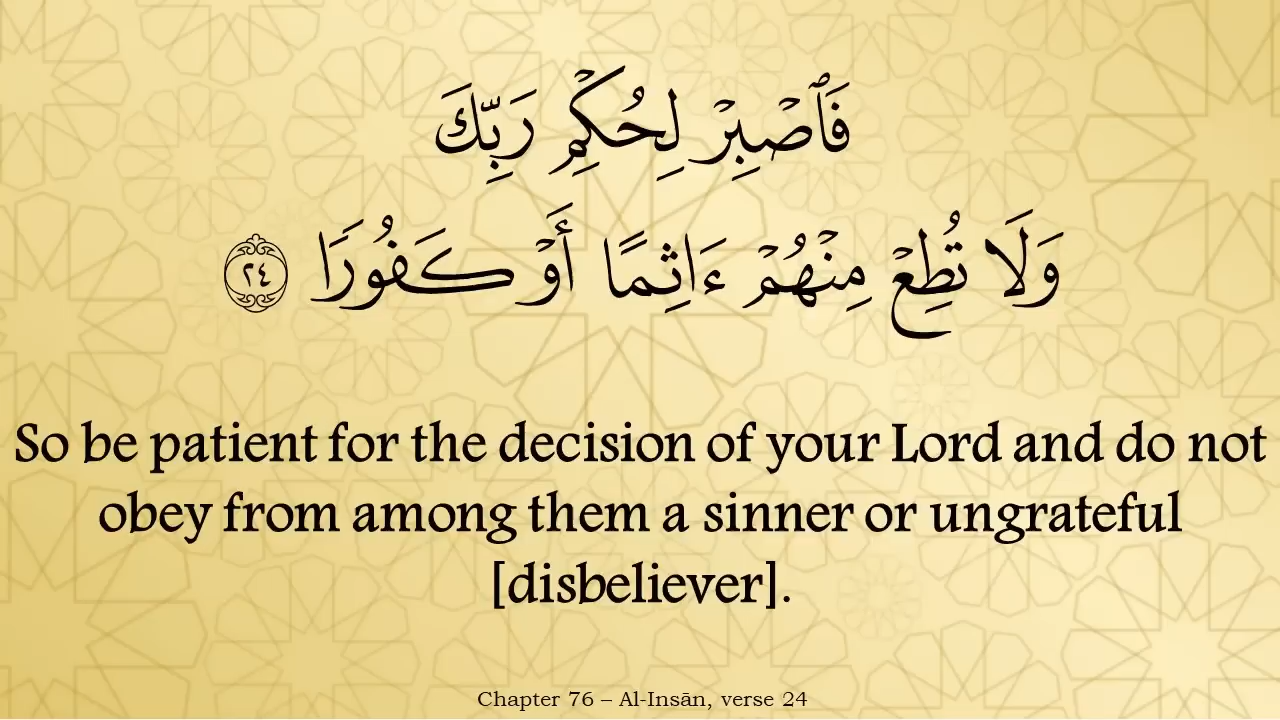 فَٱصْبِرْ لِحُكْمِ رَبِّكَ
وَلَا تُطِعْ مِنْهُمْ ءَاثِمًا أَوْ كَفُورًا ٢٤
So be patient for the decision of your Lord and do not
obey from among them a sinner or ungrateful
[disbeliever].
Chapter 76 – Al-Insān, verse 24